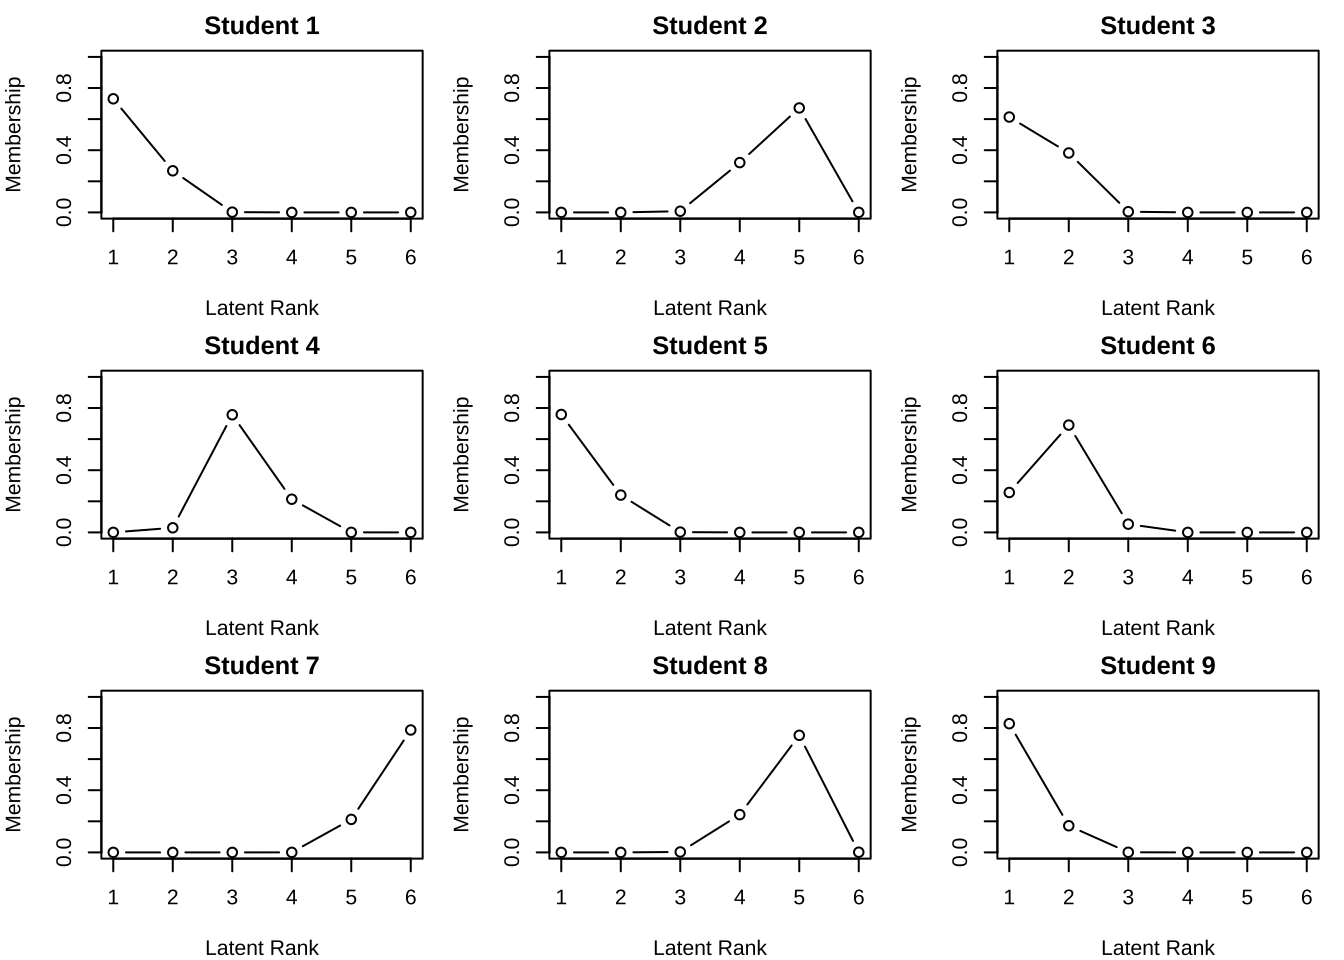 Student 1
Membership
0.0 0.4 0.8
1 2 3 4 5 6
Latent Rank
Student 2
Membership
0.0 0.4 0.8
1 2 3 4 5 6
Latent Rank
Student 3
Membership
0.0 0.4 0.8
1 2 3 4 5 6
Latent Rank
Student 4
Membership
0.0 0.4 0.8
1 2 3 4 5 6
Latent Rank
Student 5
Membership
0.0 0.4 0.8
1 2 3 4 5 6
Latent Rank
Student 6
Membership
0.0 0.4 0.8
1 2 3 4 5 6
Latent Rank
Student 7
Membership
0.0 0.4 0.8
1 2 3 4 5 6
Latent Rank
Student 8
Membership
0.0 0.4 0.8
1 2 3 4 5 6
Latent Rank
Student 9
Membership
0.0 0.4 0.8
1 2 3 4 5 6
Latent Rank